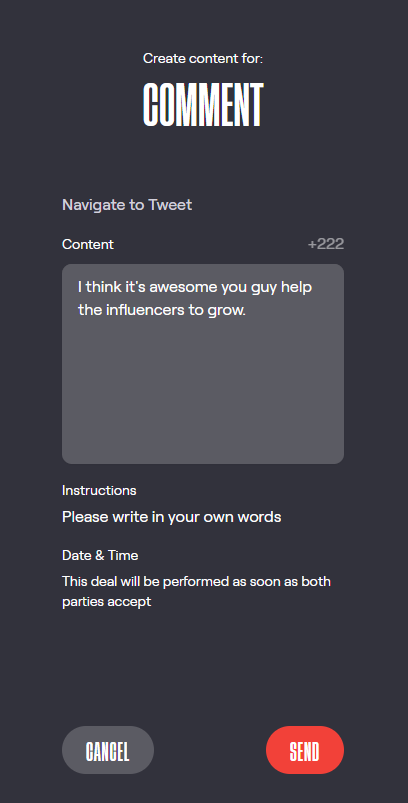 Create content for:
COMMENT
Navigate to Tweet
Content +222
I think it's awesome you guy help
the influencers to grow.
Instructions
Please write in your own words
Date & Time
This deal will be performed as soon as both
parties accept
CANCEL SEND